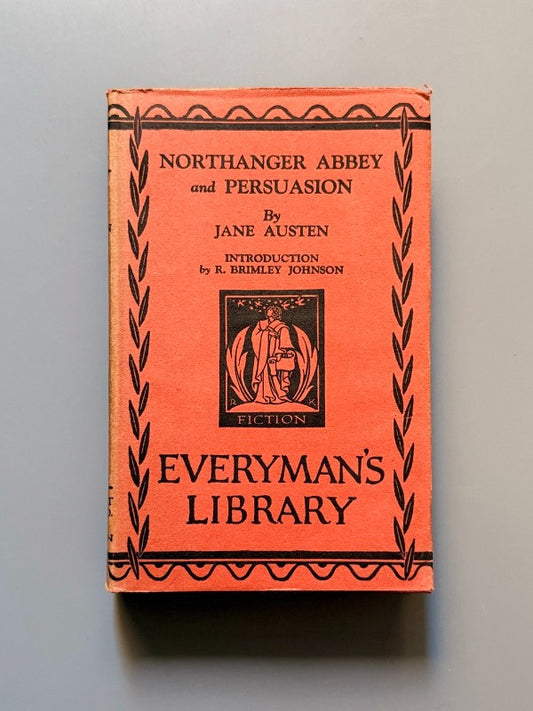 NORTHANGER ABBEY
and PERSUASION
By
JANE AUSTEN
INTRODUCTION
by R. BRIMLEY JOHNSON
R K
FICTION
EVERYMAN'S
LIBRARY